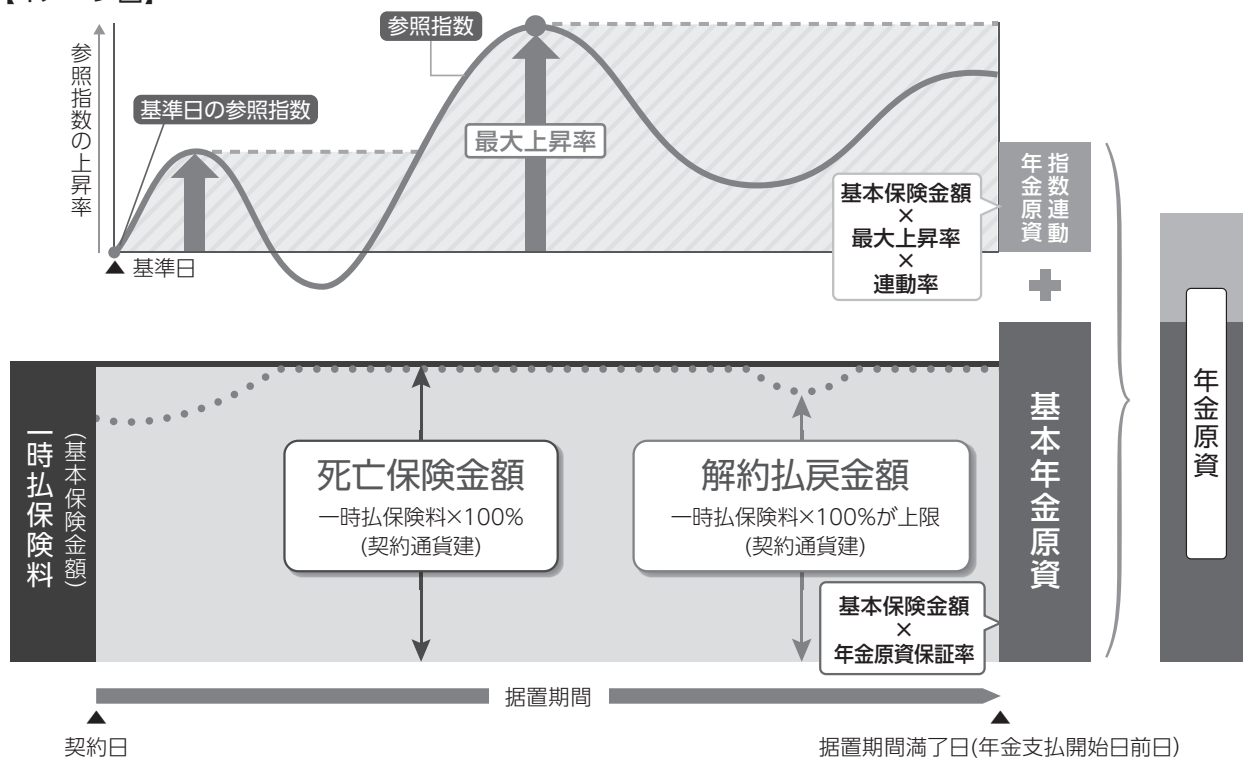 参照指数の上昇率
参照指数
基準日の参照指数
最大上昇率
▲ 基準日
基本保険金額
×
最大上昇率
×
連動率
指数連動
年金原資
一時払保険料
(基本保険金額)
死亡保険金額
一時払保険料×100%
(契約通貨建)
解約払戻金額
一時払保険料×100%が上限
(契約通貨建)
基本保険金額
×
年金原資保証率
基本年金原資
年金原資
据置期間
契約日
据置期間満了日(年金支払開始日前日)